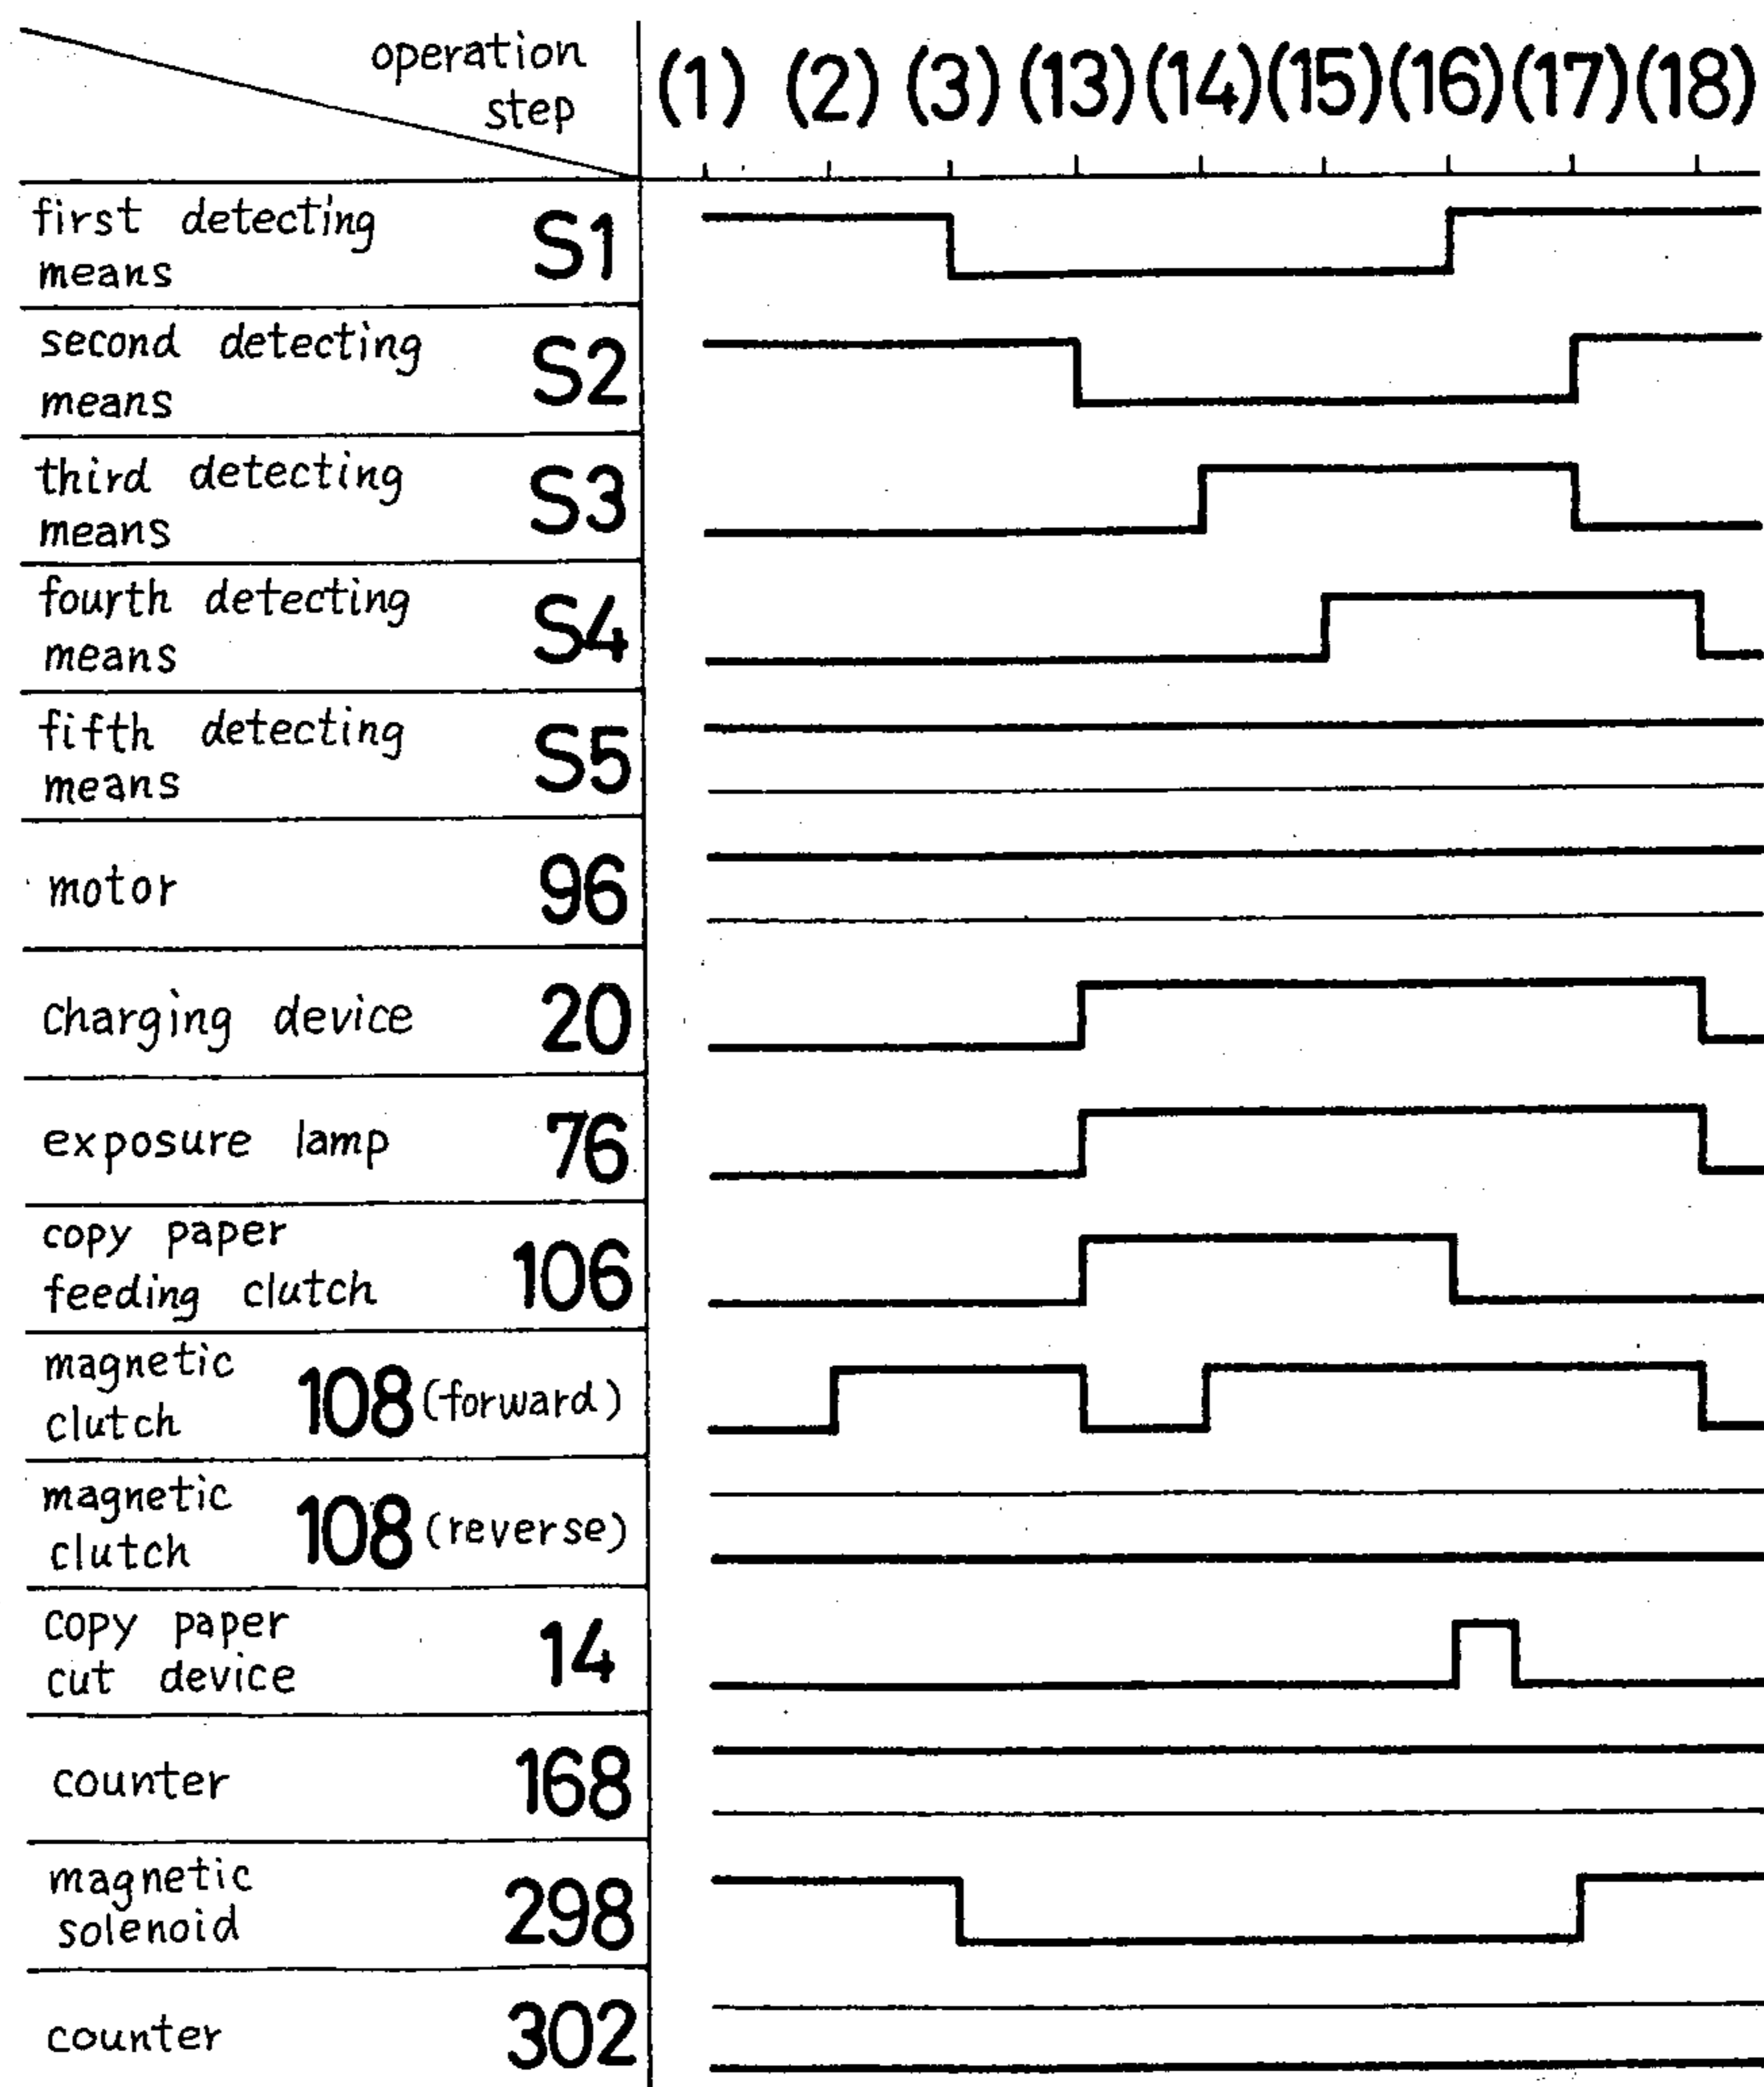 operation
step
(1) (2) (3) (13) (14) (15) (16) (17) (18)
first detecting
means
S1
second detecting
means
S2
third detecting
means
S3
fourth detecting
means
S4
fifth detecting
means
S5
motor 96
charging device 20
exposure lamp 76
copy paper
feeding clutch
106
magnetic
clutch
108 (forward)
magnetic
clutch
108 (reverse)
copy paper
cut device
14
counter 168
magnetic
solenoid
298
counter 302